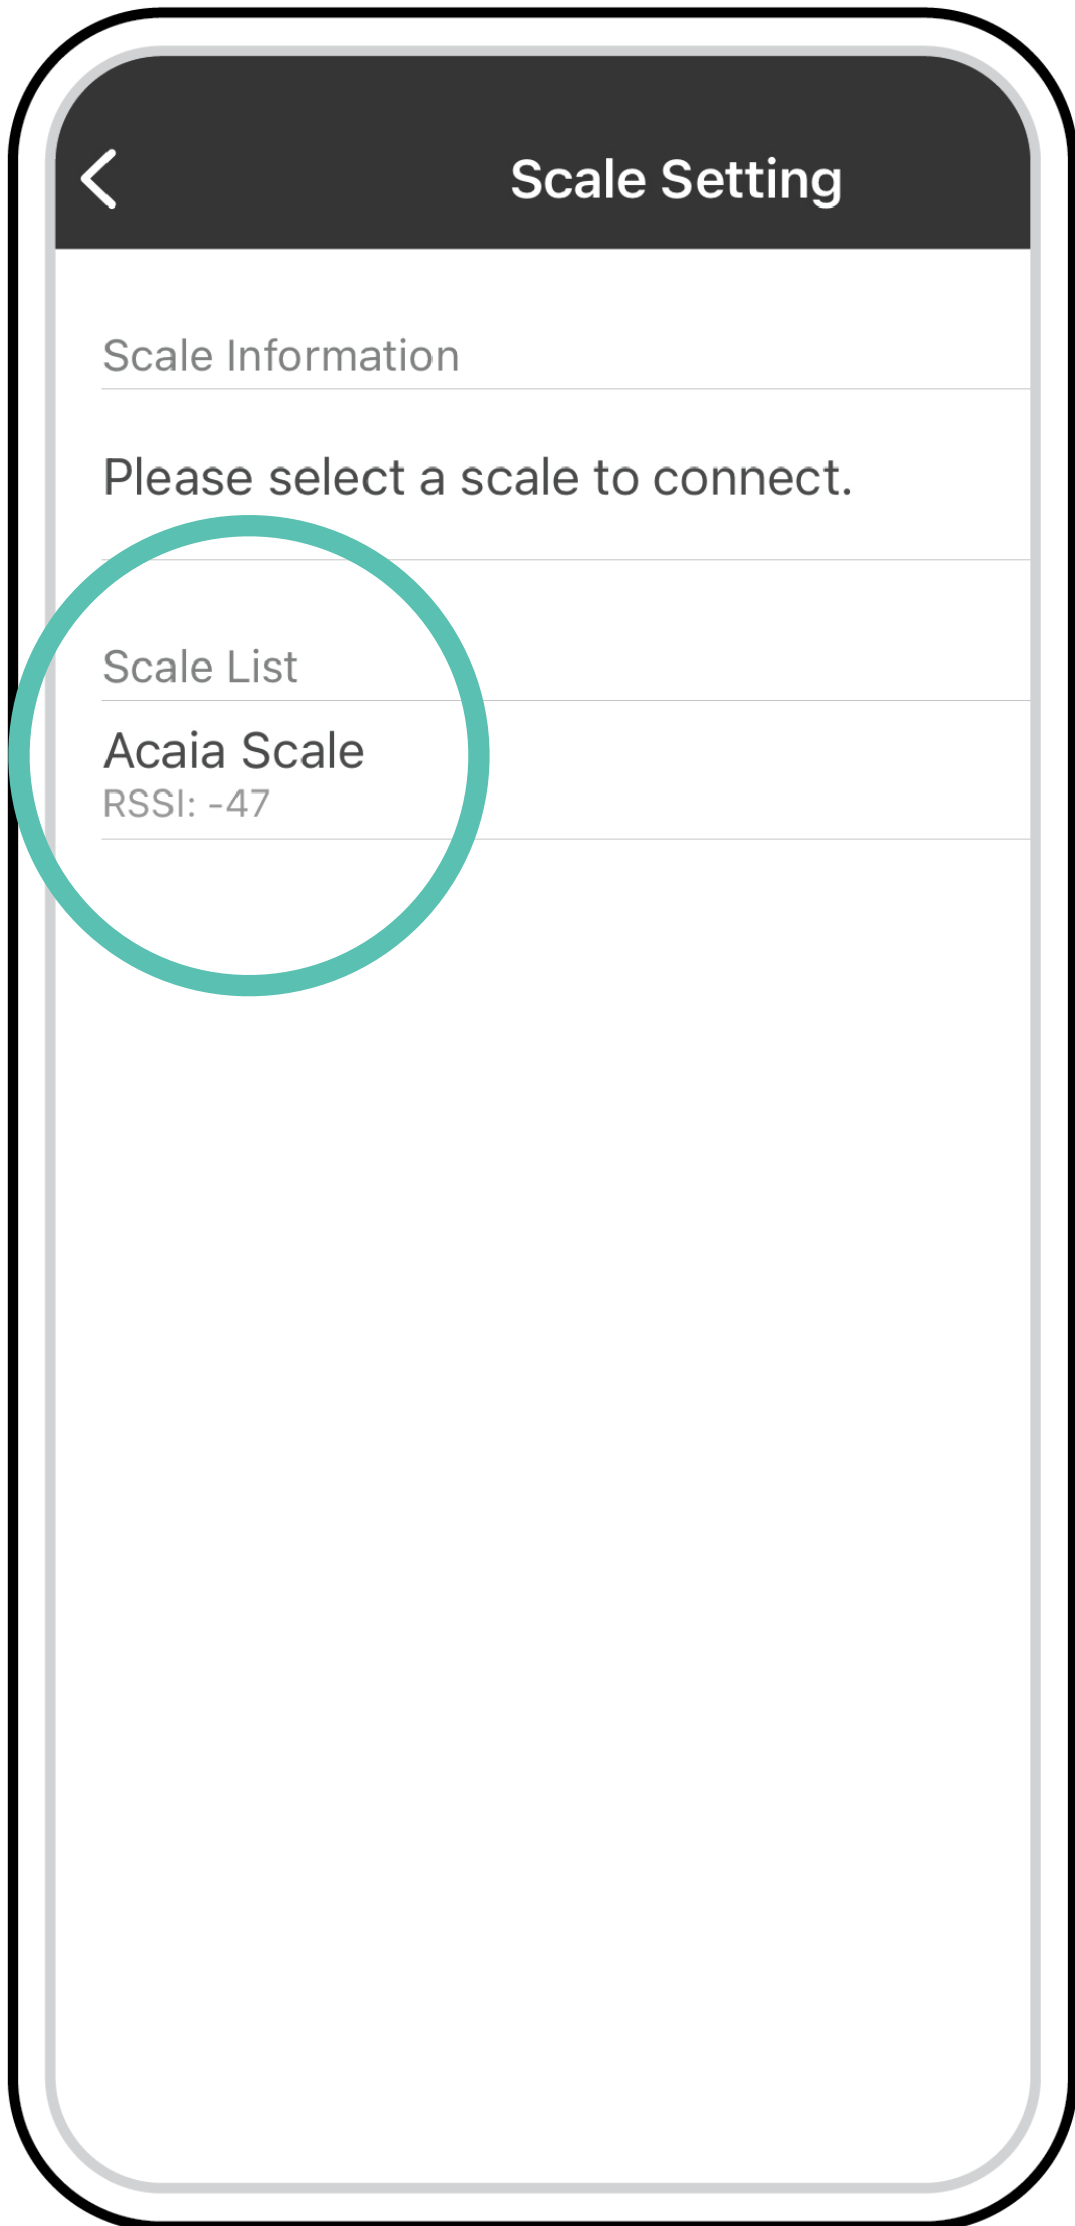 Scale Setting
Scale Information
Please select a scale to connect.
Scale List
Acaia Scale
RSSI: -47